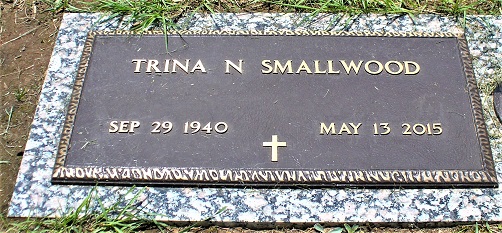 TRINA N SMALLWOOD
SEP 29 1940 MAY 13 2015